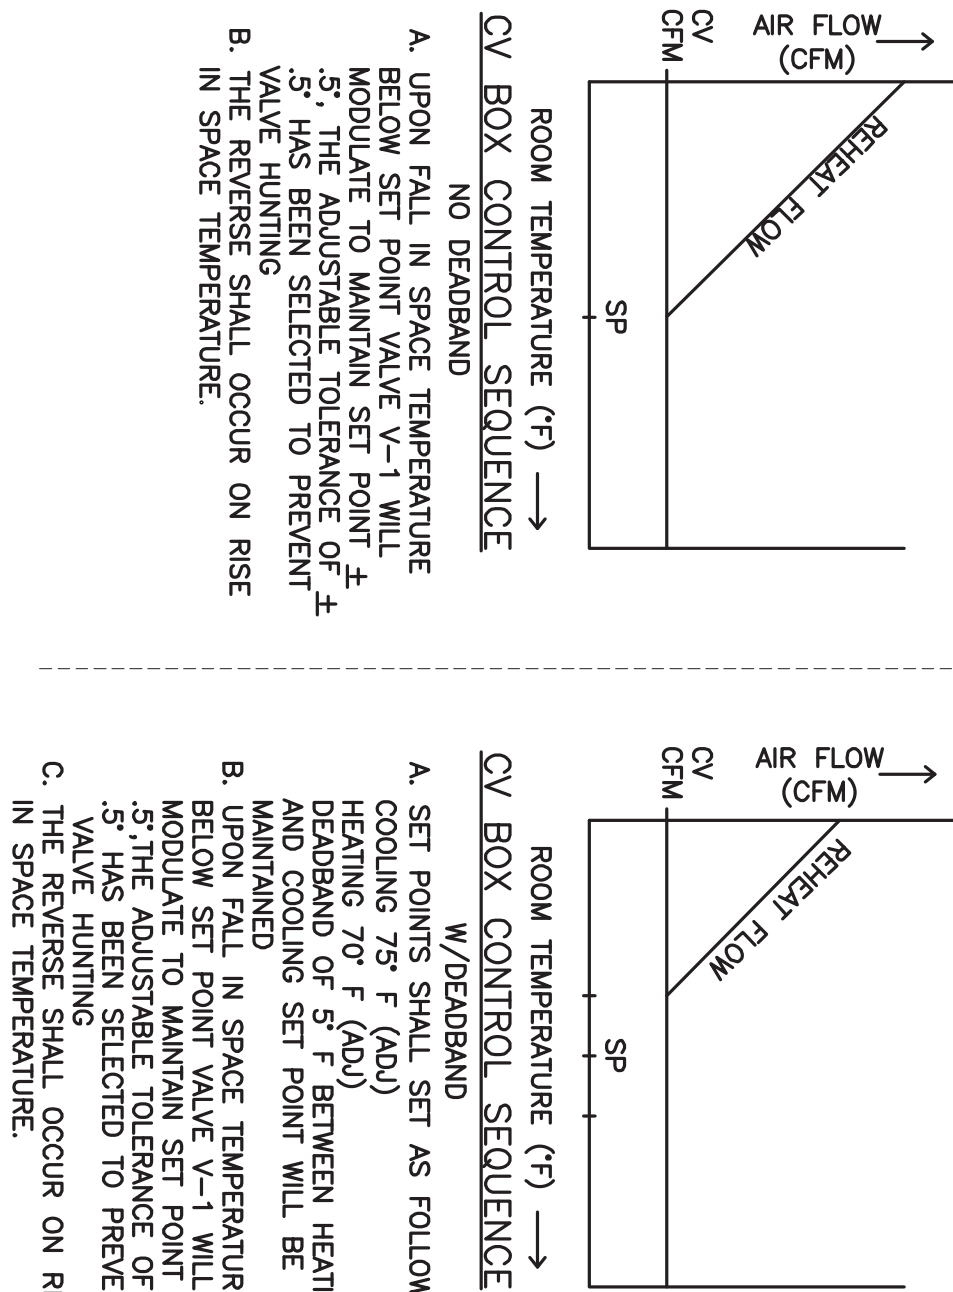 AIR FLOW
(CFM)
CV
CFM
REHEAT FLOW
SP
ROOM TEMPERATURE (°F)
CV BOX CONTROL SEQUENCE
NO DEADBAND
A. UPON FALL IN SPACE TEMPERATURE
BELOW SET POINT VALVE V-1 WILL
MODULATE TO MAINTAIN SET POINT ±
.5°, THE ADJUSTABLE TOLERANCE OF ±
.5° HAS BEEN SELECTED TO PREVENT
VALVE HUNTING
B. THE REVERSE SHALL OCCUR ON RISE
IN SPACE TEMPERATURE.
AIR FLOW
(CFM)
CV
CFM
REHEAT FLOW
SP
ROOM TEMPERATURE (°F)
CV BOX CONTROL SEQUENCE
W/DEADBAND
A. SET POINTS SHALL SET AS FOLLOW
COOLING 75° F (ADJ)
HEATING 70° F (ADJ)
DEADBAND OF 5° F BETWEEN HEATI
AND COOLING SET POINT WILL BE
MAINTAINED
B. UPON FALL IN SPACE TEMPERATUR
BELOW SET POINT VALVE V-1 WILL
MODULATE TO MAINTAIN SET POINT
.5°,THE ADJUSTABLE TOLERANCE OF
.5° HAS BEEN SELECTED TO PREVE
VALVE HUNTING
C. THE REVERSE SHALL OCCUR ON RI
IN SPACE TEMPERATURE.